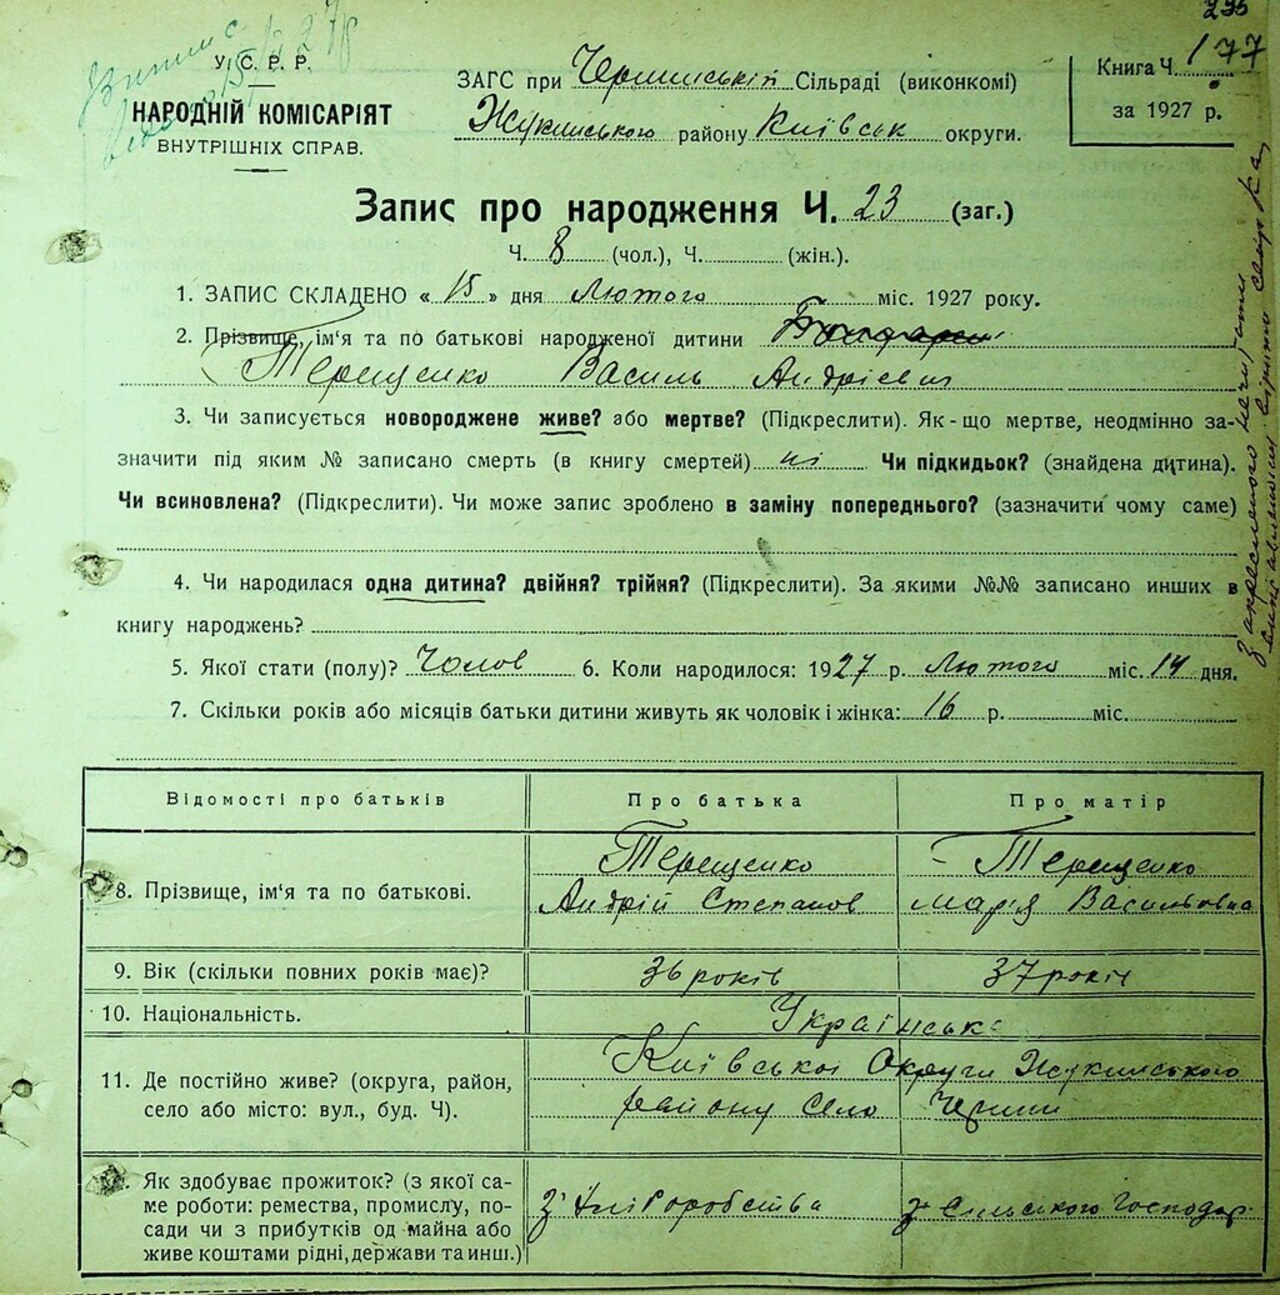 235
У. С. Р. Р.
НАРОДНІЙ КОМІСАРІЯТ
ВНУТРІШНІХ СПРАВ.
ЗАГС при Чернинській Сільраді (виконкомі)
Жукинського району Київськ округи.
Книга Ч. 177
за 1927 р.
Запис про народження Ч. 23 (заг.)
Ч. 8 (чол.), Ч. (жін.).
1. ЗАПИС СКЛАДЕНО « 15 » дня Лютого міс. 1927 року.
2. Прізвище, ім'я та по батькові народженої дитини
Терещенко Василь Андрієвич
3. Чи записується новороджене живе? або мертве? (Підкреслити). Як-що мертве, неодмінно за-
значити під яким № записано смерть (в книгу смертей) ні Чи підкидьок? (знайдена дитина).
Чи всиновлена? (Підкреслити). Чи може запис зроблено в заміну попереднього? (зазначити чому саме)
4. Чи народилася одна дитина? двійня? трійня? (Підкреслити). За якими №№ записано инших в
книгу народжень?
5. Якої стати (полу)? Чолов 6. Коли народилося: 1927 р. Лютого міс. 14 дня.
7. Скільки років або місяців батьки дитини живуть як чоловік і жінка: 16 р. міс.
Відомості про батьків Про батька Про матір
8. Прізвище, ім'я та по батькові. Терещенко Андрій Степанов Терещенко Марія Васильовна
9. Вік (скільки повних років має)? 36 років 37 років
10. Національність. Українські
11. Де постійно живе? (округа, район, Київської Округи Жукинського
село або місто: вул., буд. Ч). району село Чернин
Як здобуває прожиток? (з якої са-
ме роботи: ремества, промислу, по- з Хліборобства з Сільського Господар
сади чи з прибутків од майна або
живе коштами рідні, держави та инш.)